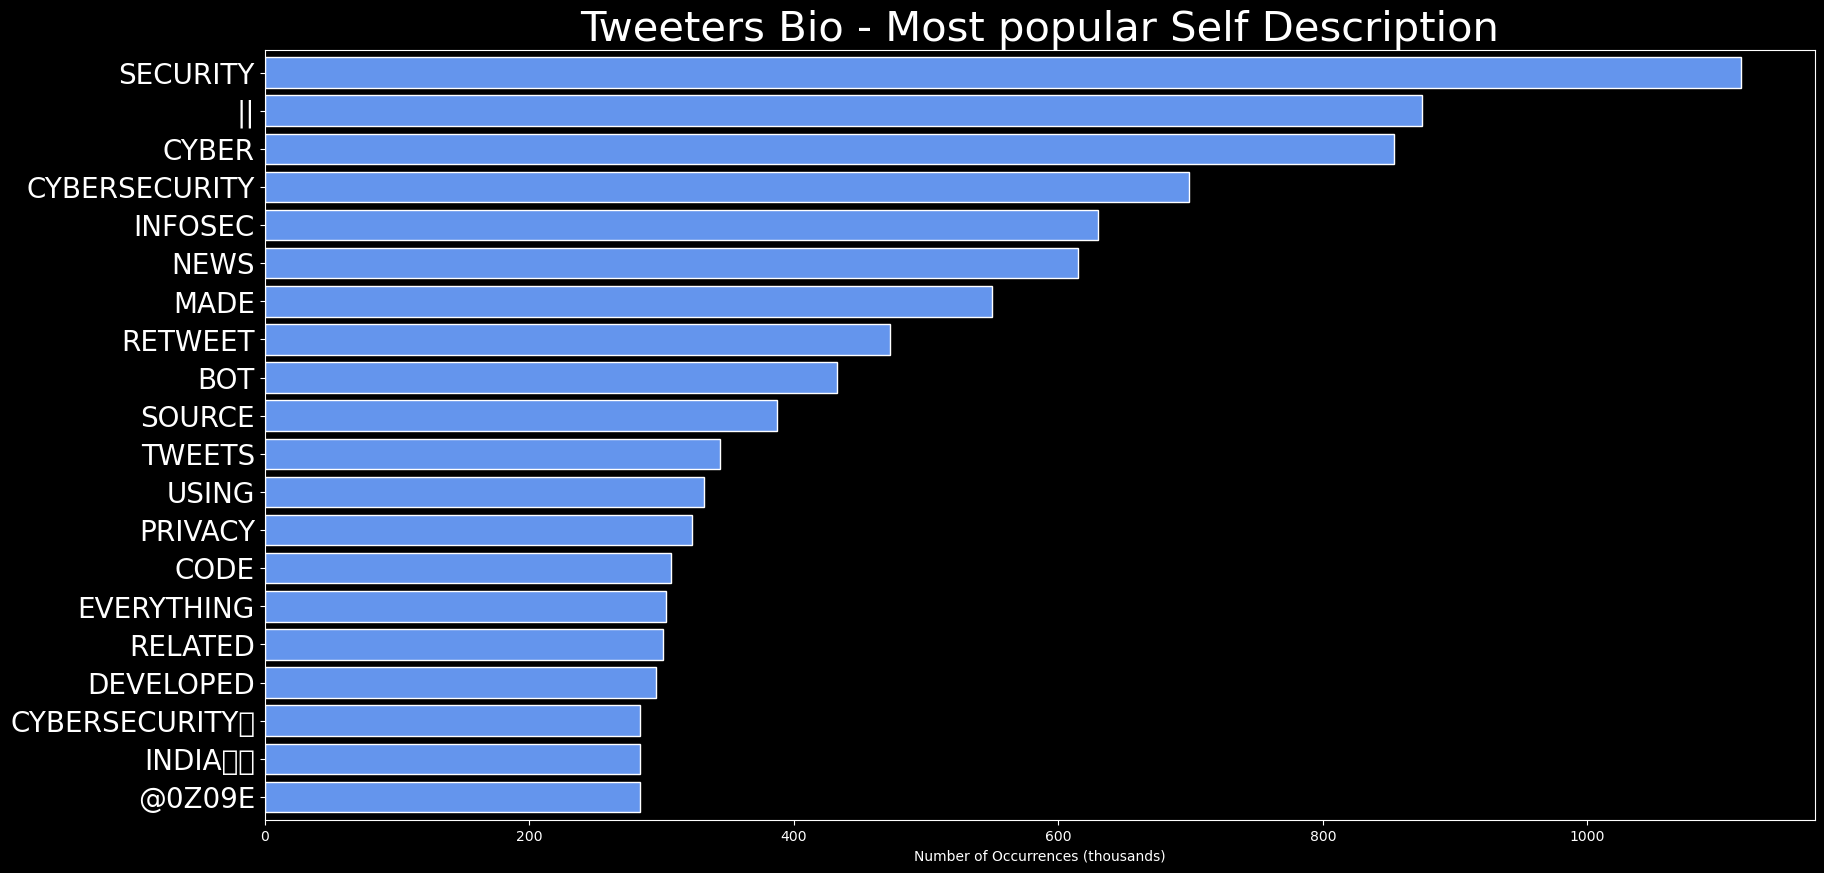 Tweeters Bio - Most popular Self Description
SECURITY
||
CYBER
CYBERSECURITY
INFOSEC
NEWS
MADE
RETWEET
BOT
SOURCE
TWEETS
USING
PRIVACY
CODE
EVERYTHING
RELATED
DEVELOPED
CYBERSECURITY▯
INDIA▯▯
@0Z09E
0 200 400 600 800 1000
Number of Occurrences (thousands)